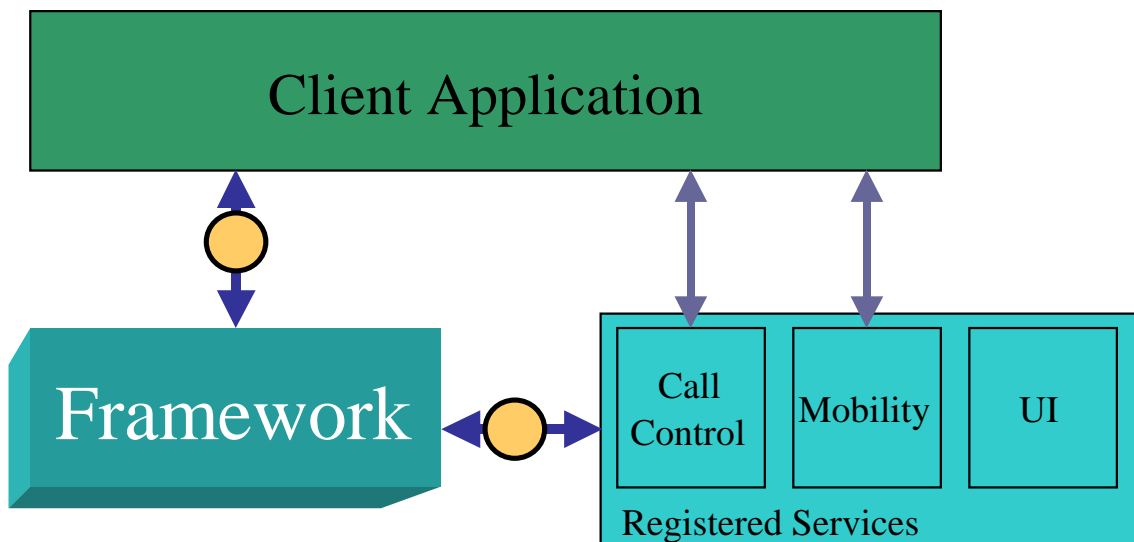 Client Application
Framework
Call
Control
Mobility
UI
Registered Services